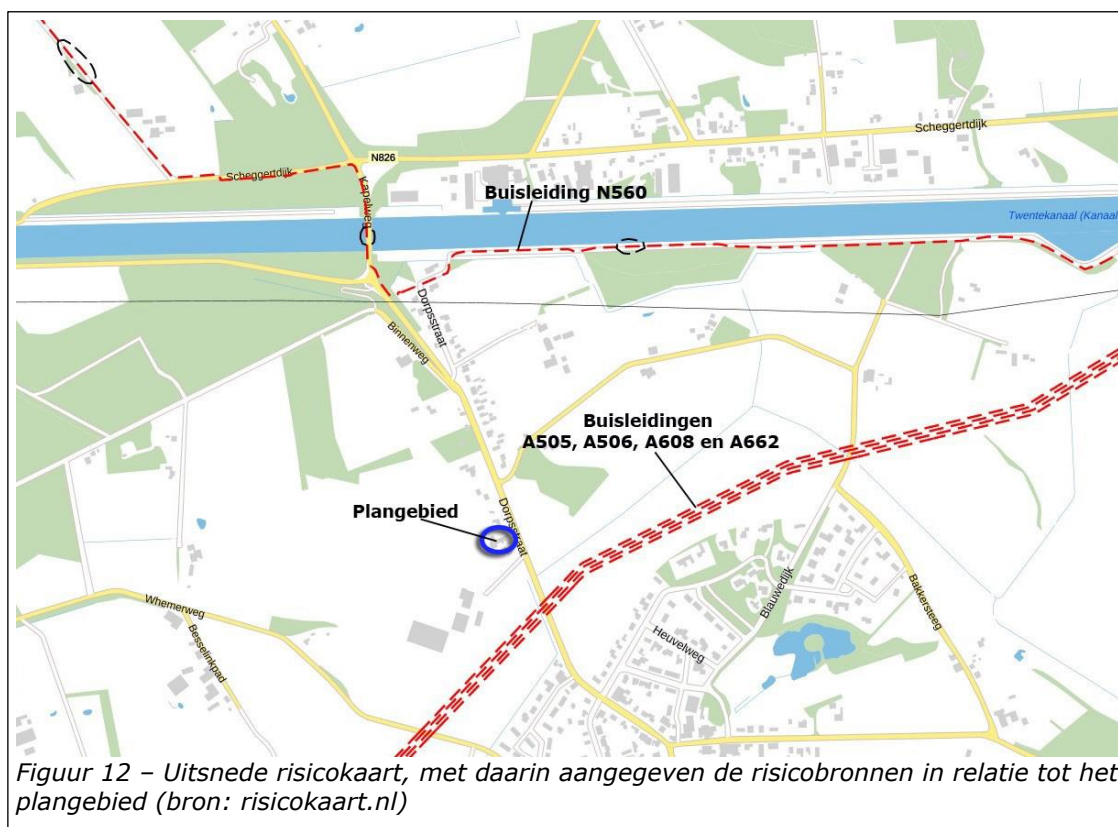 Scheggertdijk
N826
Scheggertdijk
Kapelweg
Buisleiding N560
Twentekanaal (Kanaal
Dorpsstraat
Binnenweg
Buisleidingen
A505, A506, A608 en A662
Plangebied
Dorpsstraat
Whemerweg
Besselinkpad
Heuvelweg
Blauwedijk
Bakkersteeg
Figuur 12 – Uitsnede risicokaart, met daarin aangegeven de risicobronnen in relatie tot het
plangebied (bron: risicokaart.nl)